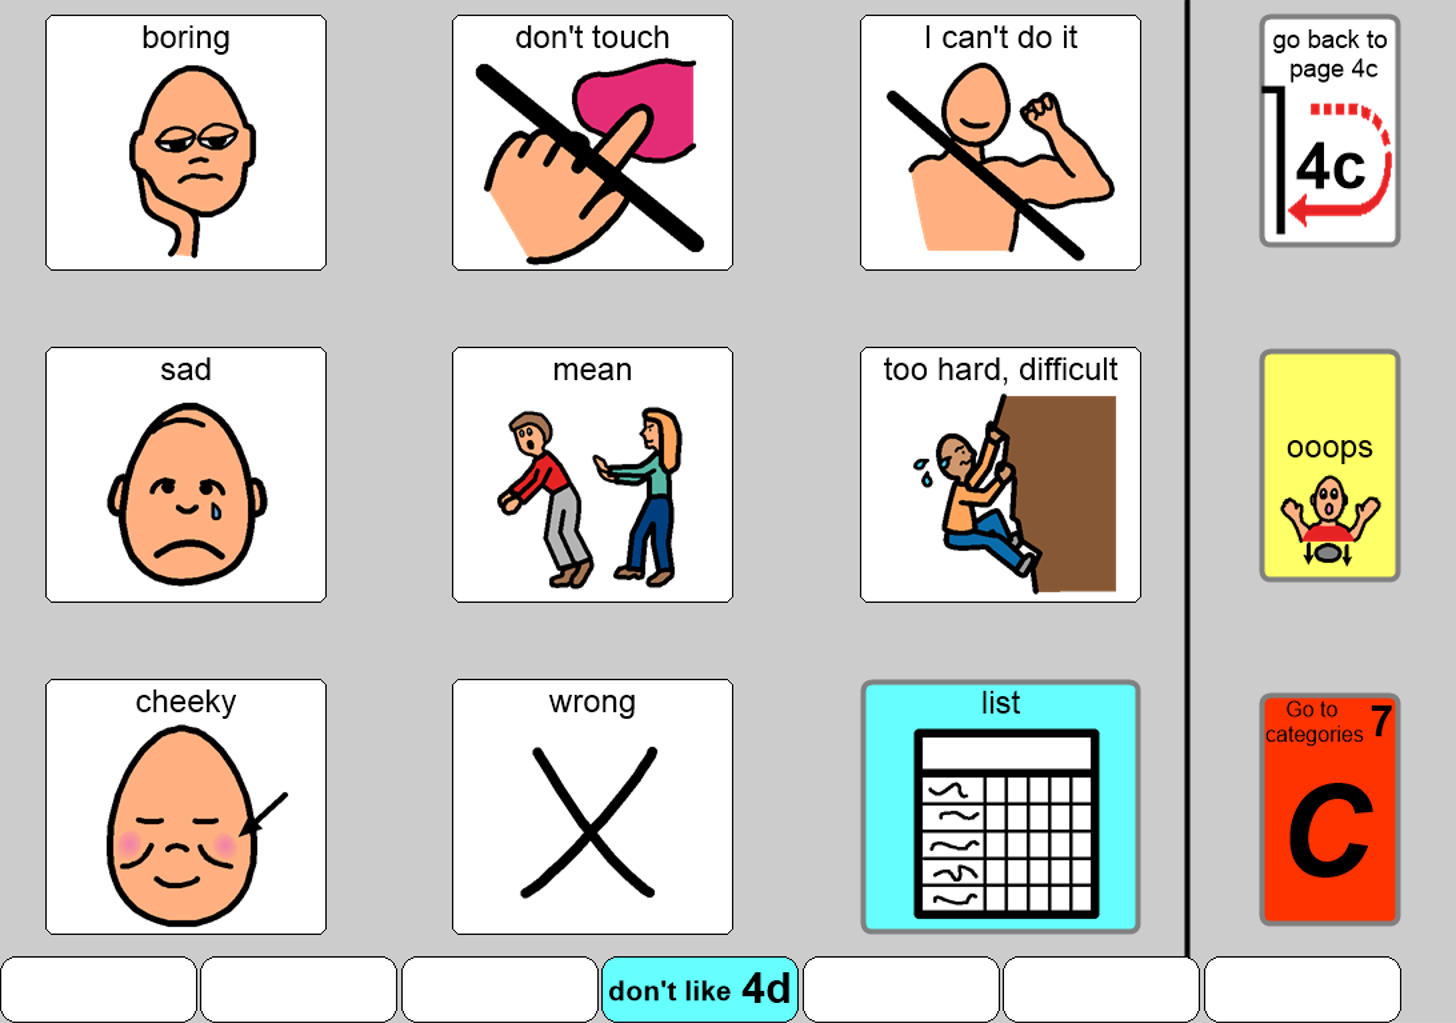 boring
don't touch
I can't do it
go back to
page 4c
4c
sad
mean
too hard, difficult
ooops
cheeky
wrong
list
Go to
categories 7
C
don't like 4d